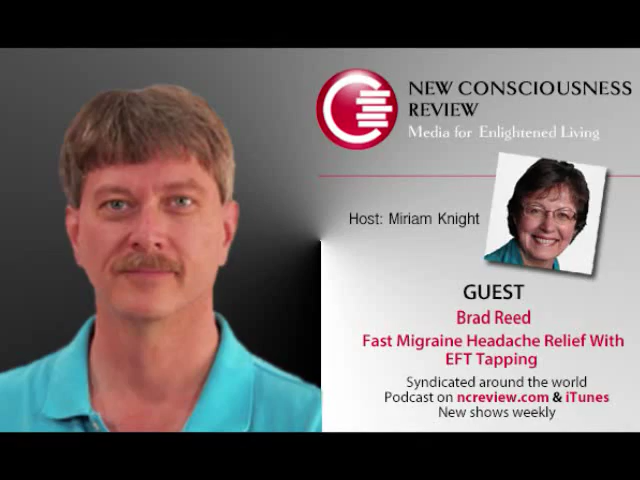 NEW CONSCIOUSNESS
REVIEW
Media for Enlightened Living
Host: Miriam Knight
GUEST
Brad Reed
Fast Migraine Headache Relief With
EFT Tapping
Syndicated around the world
Podcast on ncreview.com & iTunes
New shows weekly